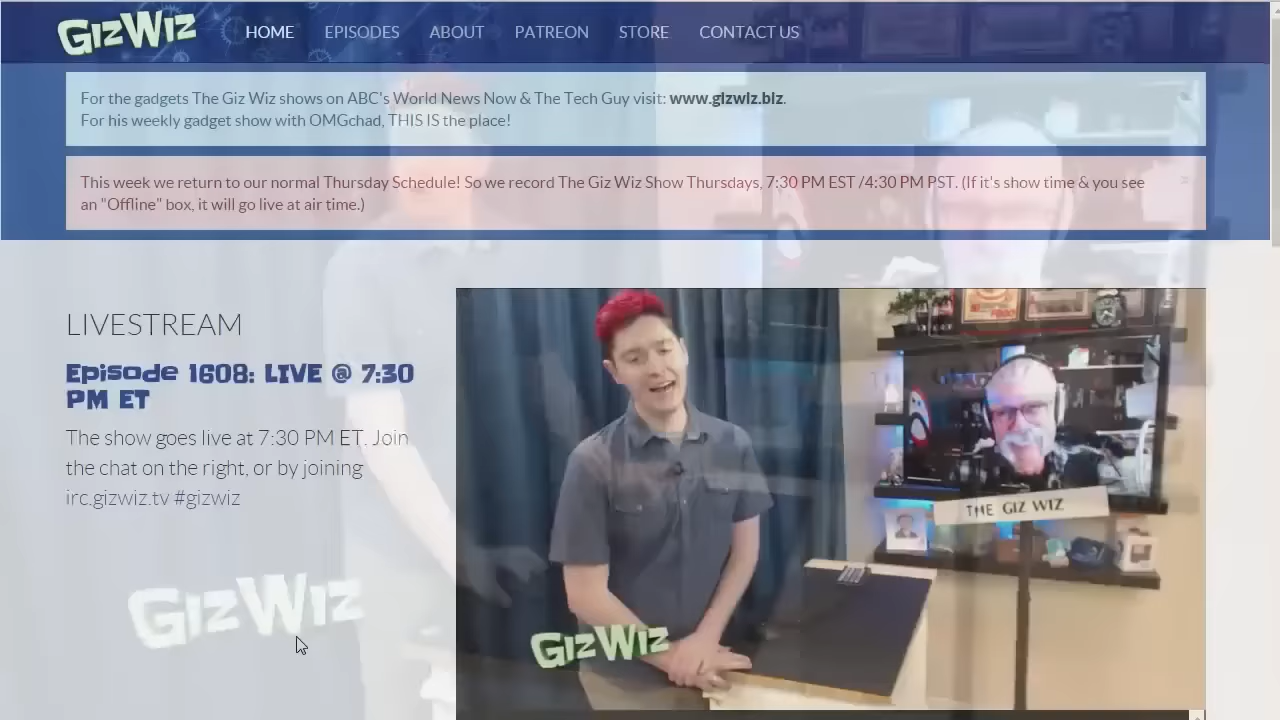 GIZWIZ
HOME EPISODES ABOUT PATREON STORE CONTACT US
For the gadgets The Giz Wiz shows on ABC's World News Now & The Tech Guy visit: www.gizwiz.biz.
For his weekly gadget show with OMGchad, THIS IS the place!
This week we return to our normal Thursday Schedule! So we record The Giz Wiz Show Thursdays, 7:30 PM EST /4:30 PM PST. (If it's show time & you see
an "Offline" box, it will go live at air time.)
LIVESTREAM
Episode 1608: LIVE @ 7:30
PM ET
The show goes live at 7:30 PM ET. Join
the chat on the right, or by joining
irc.gizwiz.tv #gizwiz
GIZWIZ
THE GIZ WIZ
GIZWIZ